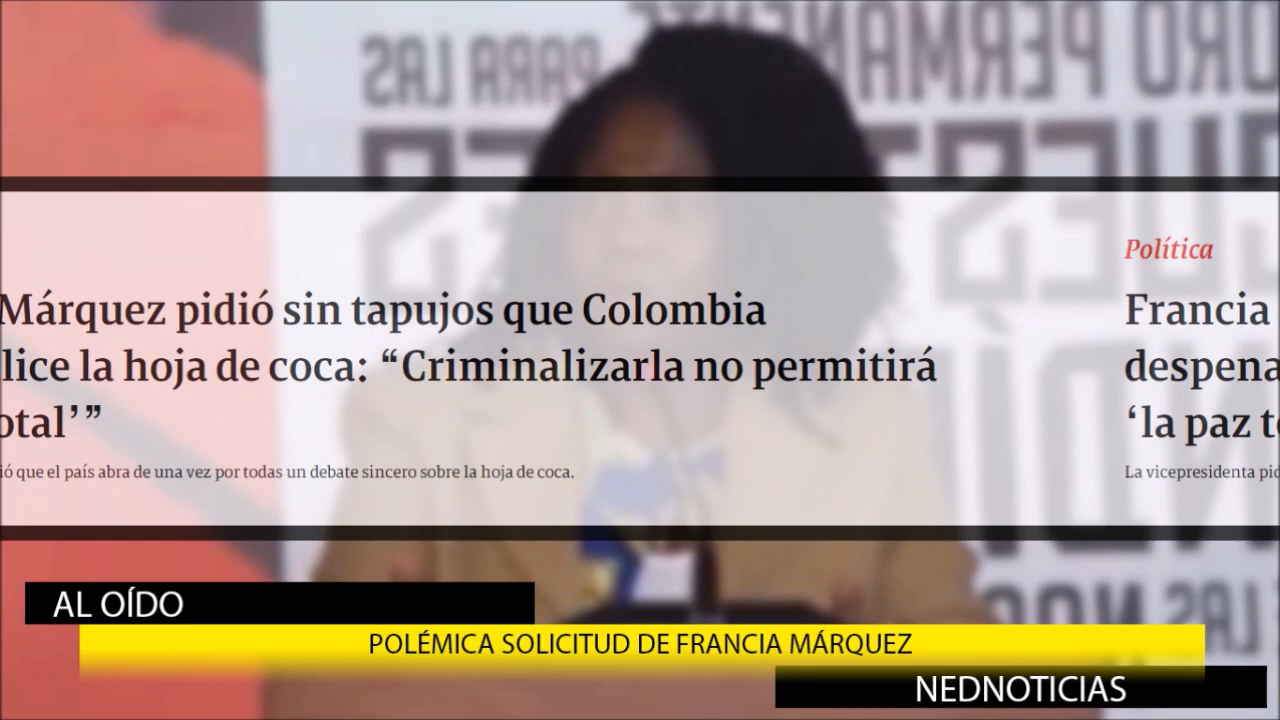 Márquez pidió sin tapujos que Colombia
lice la hoja de coca: “Criminalizarla no permitirá
otal’”
ió que el país abra de una vez por todas un debate sincero sobre la hoja de coca.
Política
Francia
despena
‘la paz to
La vicepresidenta pid
AL OÍDO
POLÉMICA SOLICITUD DE FRANCIA MÁRQUEZ
NEDNOTICIAS